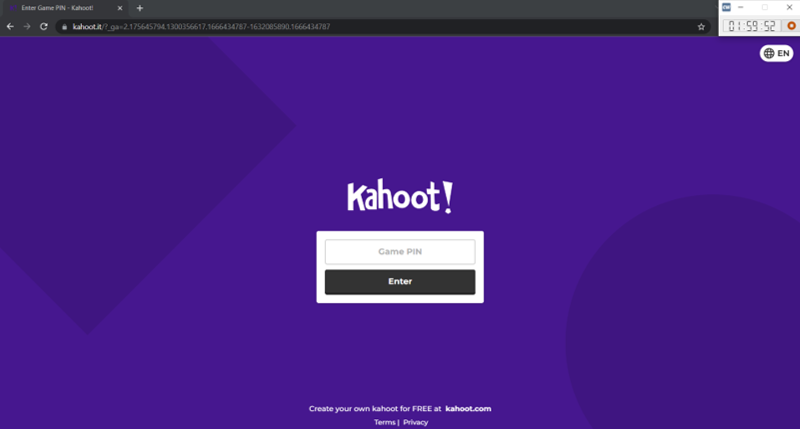 Enter Game PIN - Kahoot!
CW
kahoot.it/?_ga=2.175645794.1300356617.1666434787-1632085890.1666434787
01:59:52
EN
Kahoot!
Game PIN
Enter
Create your own kahoot for FREE at kahoot.com
Terms | Privacy